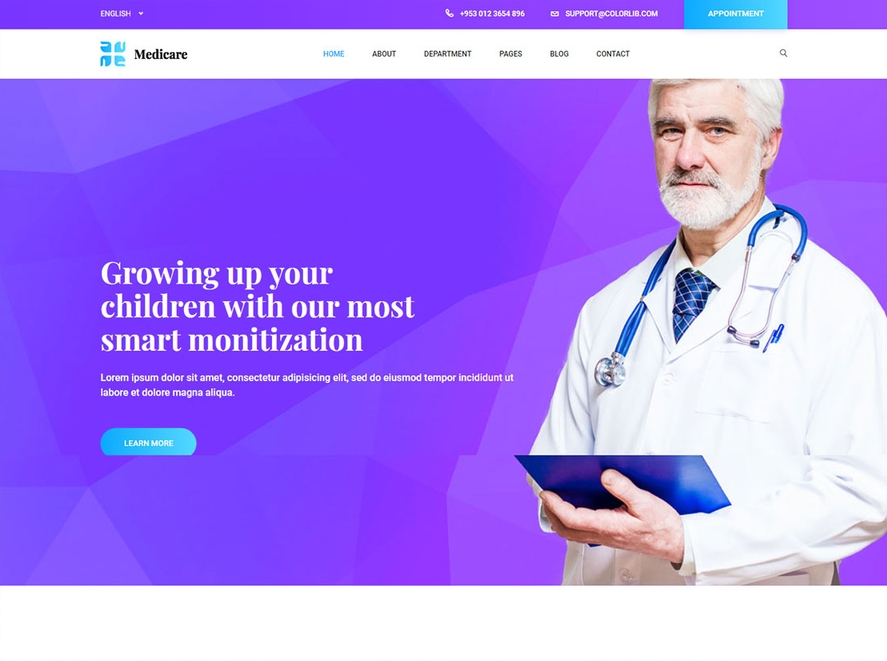 ENGLISH
+953 012 3654 896
SUPPORT@COLORLIB.COM
APPOINTMENT
Medicare
HOME
ABOUT
DEPARTMENT
PAGES
BLOG
CONTACT
Growing up your
children with our most
smart monitization
Lorem ipsum dolor sit amet, consectetur adipisicing elit, sed do eiusmod tempor incididunt ut
labore et dolore magna aliqua.
LEARN MORE